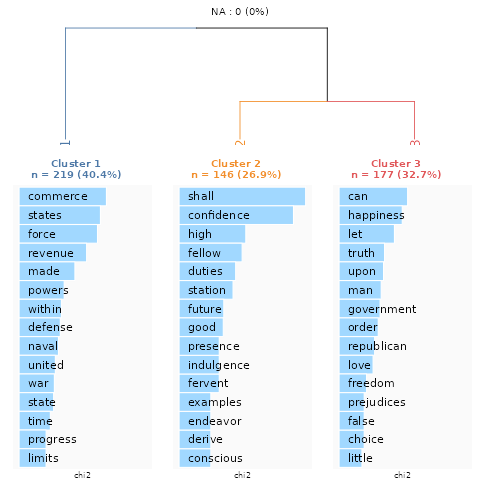 NA : 0 (0%)
1
2
3
Cluster 1
n = 219 (40.4%)
commerce
states
force
revenue
made
powers
within
defense
naval
united
war
state
time
progress
limits
chi2
Cluster 2
n = 146 (26.9%)
shall
confidence
high
fellow
duties
station
future
good
presence
indulgence
fervent
examples
endeavor
derive
conscious
chi2
Cluster 3
n = 177 (32.7%)
can
happiness
let
truth
upon
man
government
order
republican
love
freedom
prejudices
false
choice
little
chi2